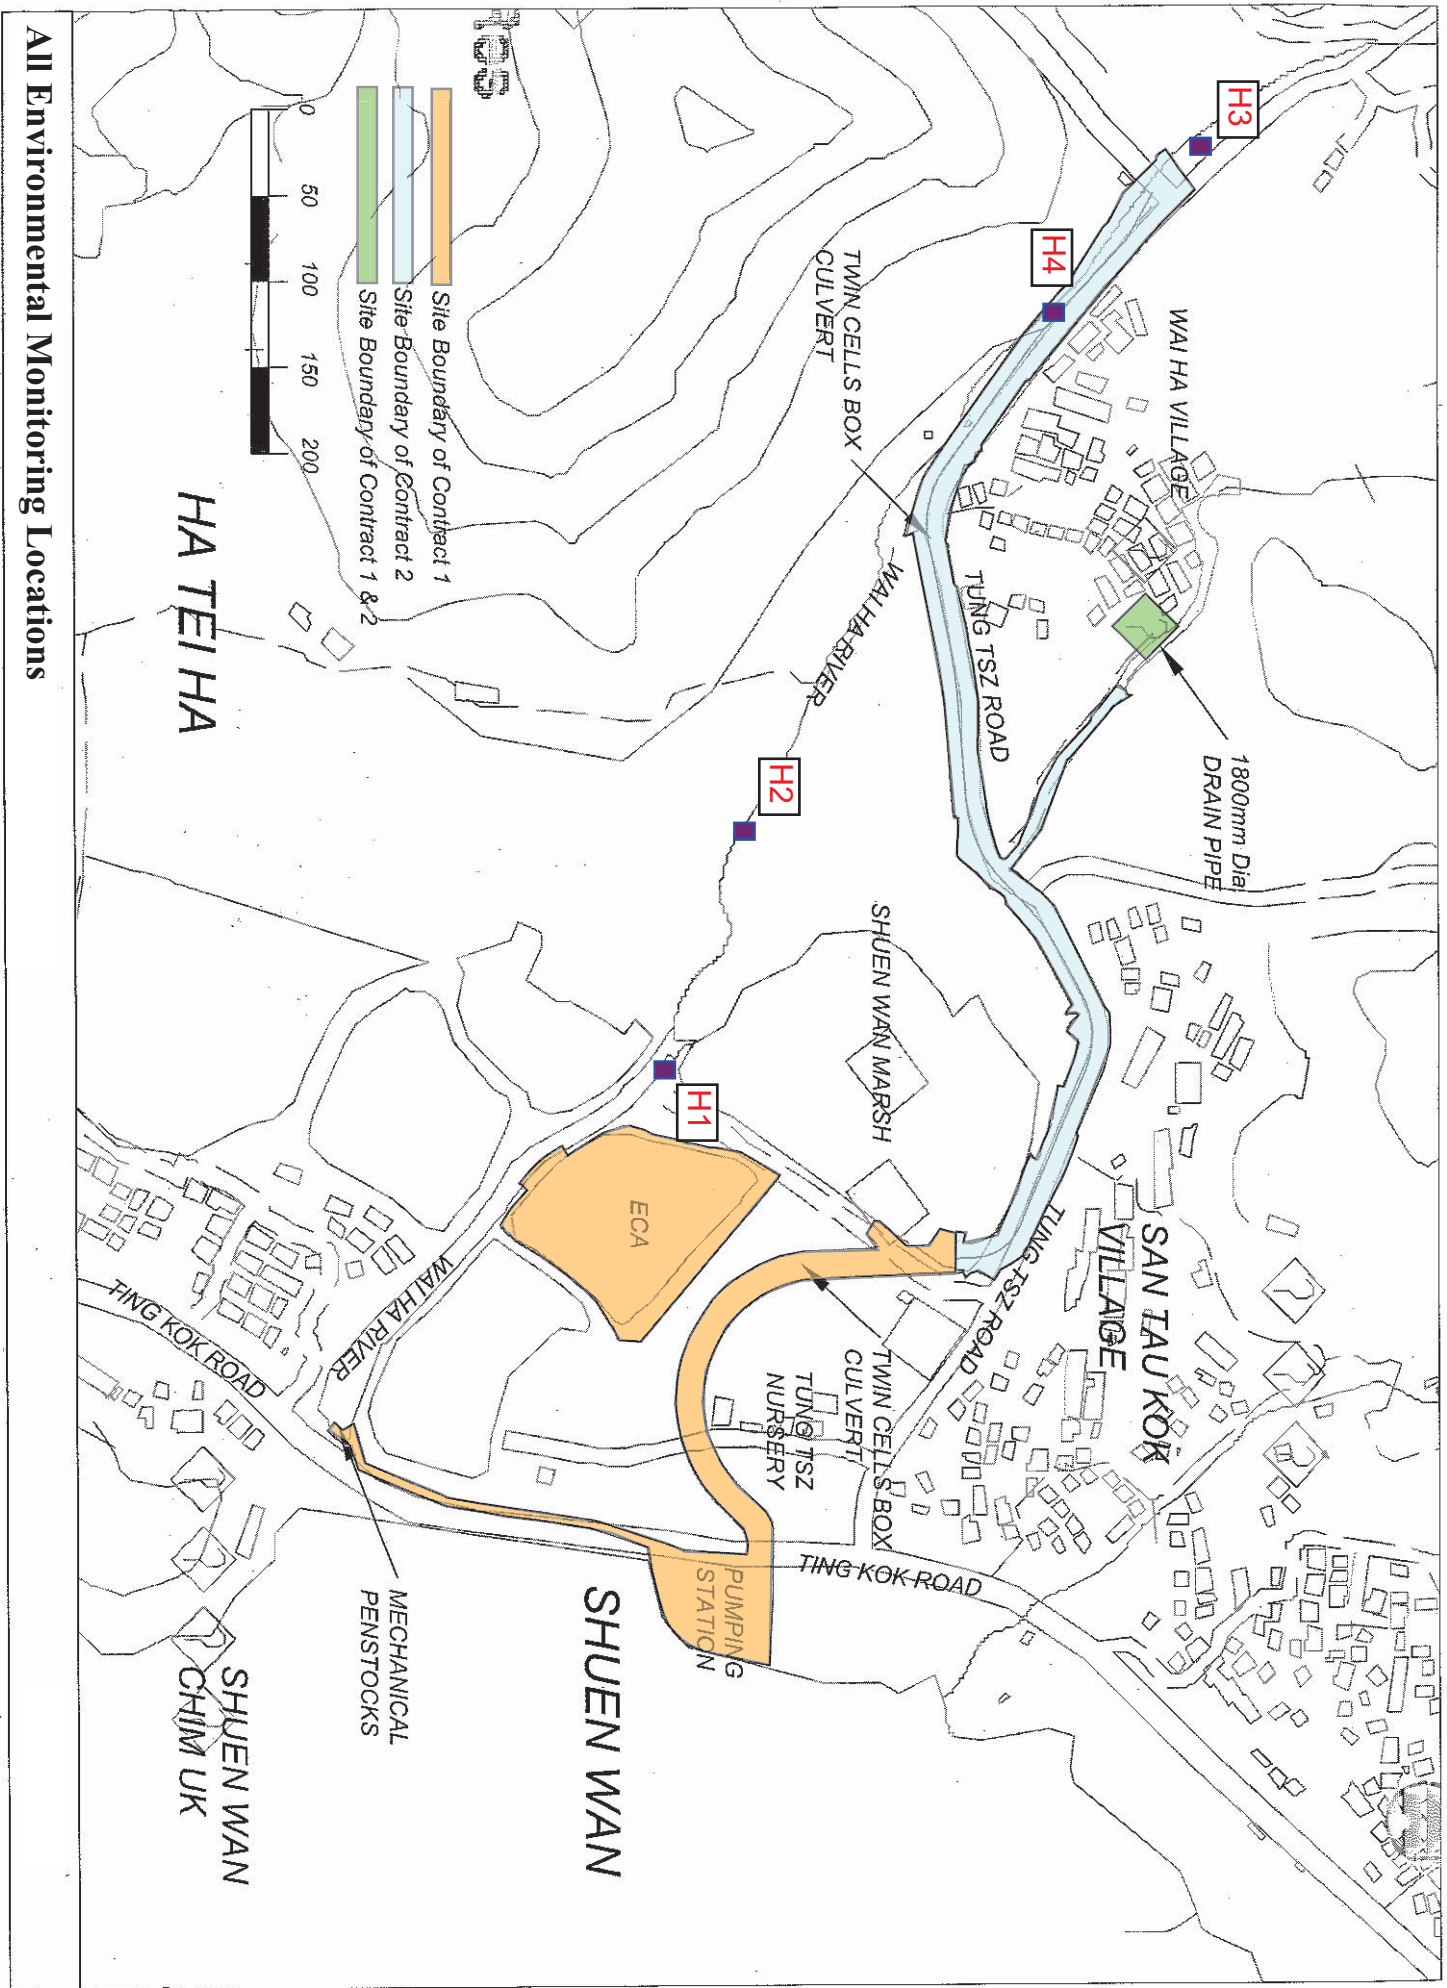 H3
WAI HA VILLAGE
1800mm Dia
DRAIN PIPE
H4
TWIN CELLS BOX
CULVERT
TUNG TSZ ROAD
WAI HA RIVER
H2
SHUEN WAN MARSH
SAN TAU KOK
VILLAGE
TUNG TSZ ROAD
H1
ECA
TWIN CELLS BOX
CULVERT
TUNG TSZ
NURSERY
TING KOK ROAD
PUMPING
STATION
WAI HA RIVER
TING KOK ROAD
MECHANICAL
PENSTOCKS
SHUEN WAN
SHUEN WAN
CHIM UK
HA TEI HA
Site Boundary of Contract 1
Site Boundary of Contract 2
Site Boundary of Contract 1 & 2
0 50 100 150 200
All Environmental Monitoring Locations